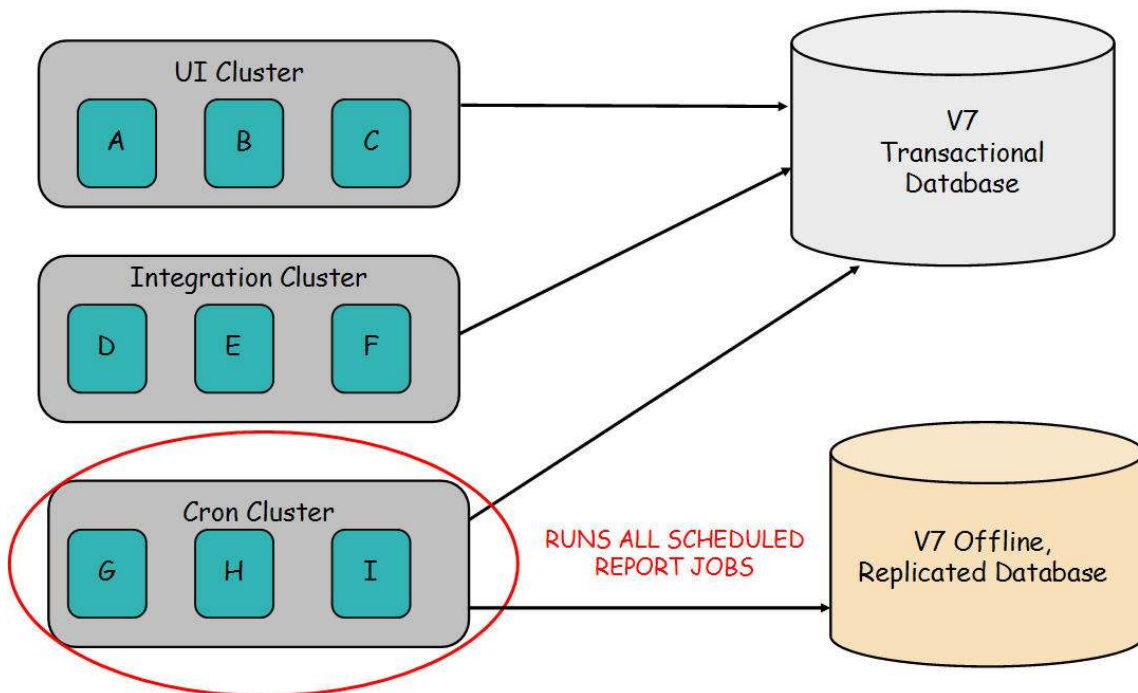 UI Cluster
A
B
C
V7
Transactional
Database
Integration Cluster
D
E
F
Cron Cluster
G
H
I
RUNS ALL SCHEDULED
REPORT JOBS
V7 Offline,
Replicated Database